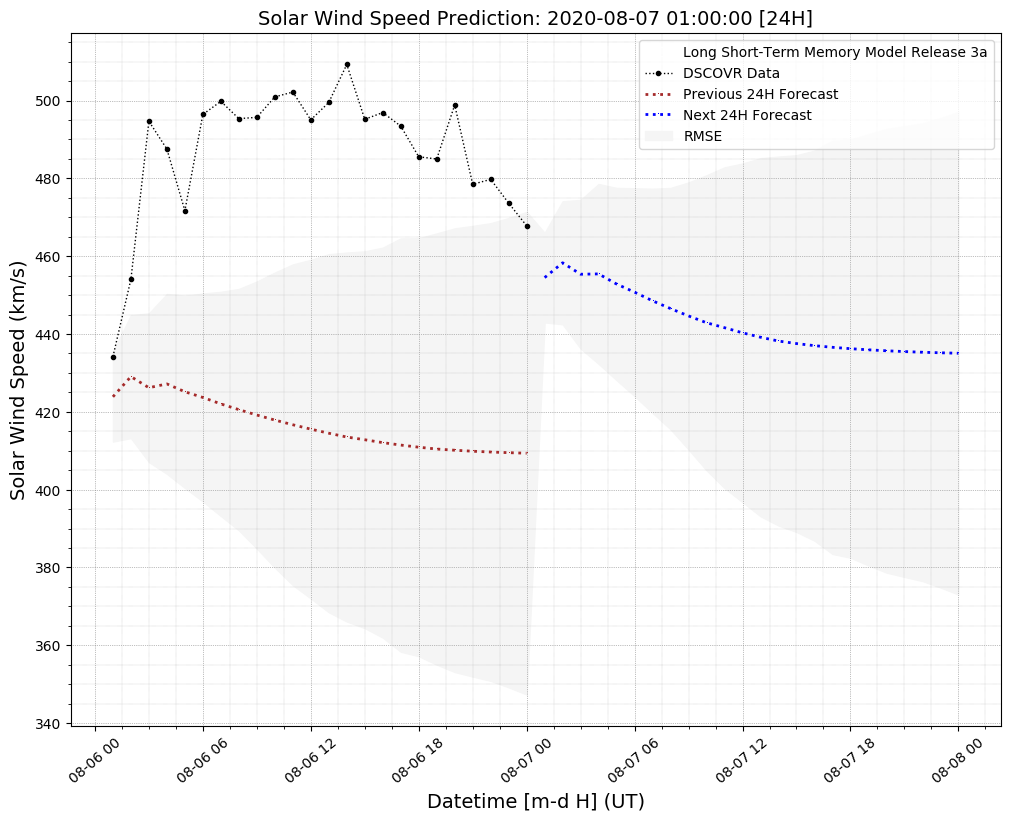 Solar Wind Speed Prediction: 2020-08-07 01:00:00 [24H]
Long Short-Term Memory Model Release 3a
DSCOVR Data
Previous 24H Forecast
Next 24H Forecast
RMSE
Solar Wind Speed (km/s)
500
480
460
440
420
400
380
360
340
08-06 00
08-06 06
08-06 12
08-06 18
08-07 00
08-07 06
08-07 12
08-07 18
08-08 00
Datetime [m-d H] (UT)